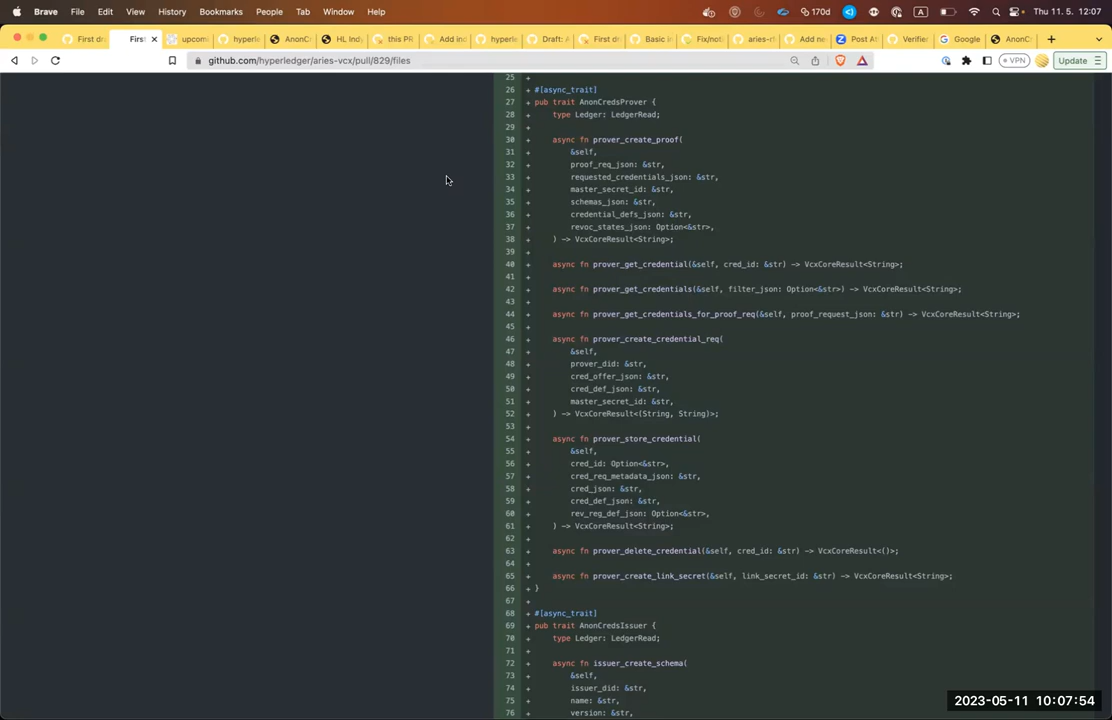 Brave File Edit View History Bookmarks People Tab Window Help 170d A Thu 11. 5. 12:07
First dra First × upcomi hyperle AnonCr HL Indy this PR Add ind hyperle Draft: A First dr Basic in Fix/note aries-rf Add ne Post At Verifie Google AnonCr
github.com/hyperledger/aries-vcx/pull/829/files VPN Update
25 +
26 + #[async_trait]
27 + pub trait AnonCredsProver {
28 + type Ledger: LedgerRead;
29 +
30 + async fn prover_create_proof(
31 + &self,
32 + proof_req_json: &str,
33 + requested_credentials_json: &str,
34 + master_secret_id: &str,
35 + schemas_json: &str,
36 + credential_defs_json: &str,
37 + revoc_states_json: Option<&str>,
38 + ) -> VcxCoreResult<String>;
39 +
40 + async fn prover_get_credential(&self, cred_id: &str) -> VcxCoreResult<String>;
41 +
42 + async fn prover_get_credentials(&self, filter_json: Option<&str>) -> VcxCoreResult<String>;
43 +
44 + async fn prover_get_credentials_for_proof_req(&self, proof_request_json: &str) -> VcxCoreResult<String>;
45 +
46 + async fn prover_create_credential_req(
47 + &self,
48 + prover_did: &str,
49 + cred_offer_json: &str,
50 + cred_def_json: &str,
51 + master_secret_id: &str,
52 + ) -> VcxCoreResult<(String, String)>;
53 +
54 + async fn prover_store_credential(
55 + &self,
56 + cred_id: Option<&str>,
57 + cred_req_metadata_json: &str,
58 + cred_json: &str,
59 + cred_def_json: &str,
60 + rev_reg_def_json: Option<&str>,
61 + ) -> VcxCoreResult<String>;
62 +
63 + async fn prover_delete_credential(&self, cred_id: &str) -> VcxCoreResult<()>;
64 +
65 + async fn prover_create_link_secret(&self, link_secret_id: &str) -> VcxCoreResult<String>;
66 + }
67 +
68 + #[async_trait]
69 + pub trait AnonCredsIssuer {
70 + type Ledger: LedgerRead;
71 +
72 + async fn issuer_create_schema(
73 + &self,
74 + issuer_did: &str,
75 + name: &str,
76 + version: &str,
2023-05-11 10:07:54